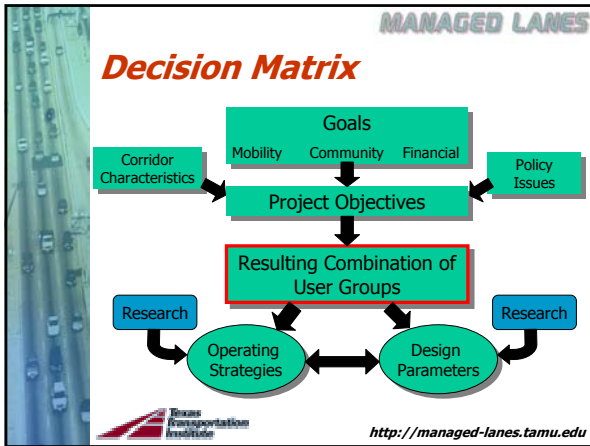 MANAGED LANES
Decision Matrix
Goals
Mobility Community Financial
Corridor
Characteristics
Policy
Issues
Project Objectives
Resulting Combination of
User Groups
Research
Research
Operating
Strategies
Design
Parameters
Texas
Transportation
Institute
http://managed-lanes.tamu.edu